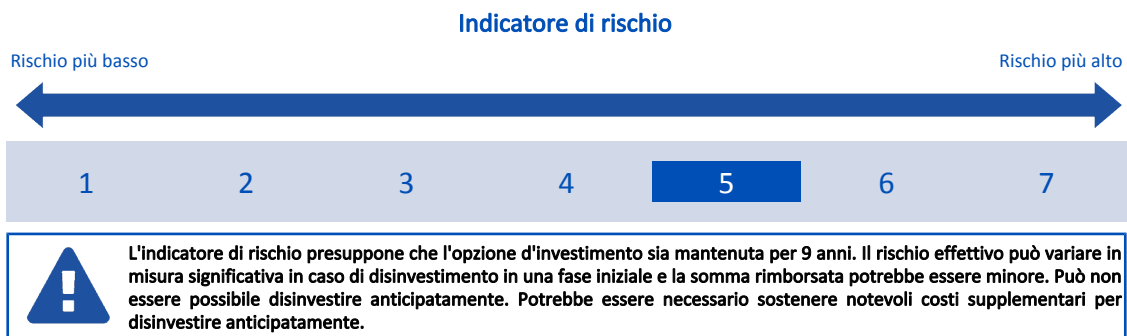 Indicatore di rischio
Rischio più basso
Rischio più alto
1 2 3 4 5 6 7
L'indicatore di rischio presuppone che l'opzione d'investimento sia mantenuta per 9 anni. Il rischio effettivo può variare in
misura significativa in caso di disinvestimento in una fase iniziale e la somma rimborsata potrebbe essere minore. Può non
essere possibile disinvestire anticipatamente. Potrebbe essere necessario sostenere notevoli costi supplementari per
disinvestire anticipatamente.